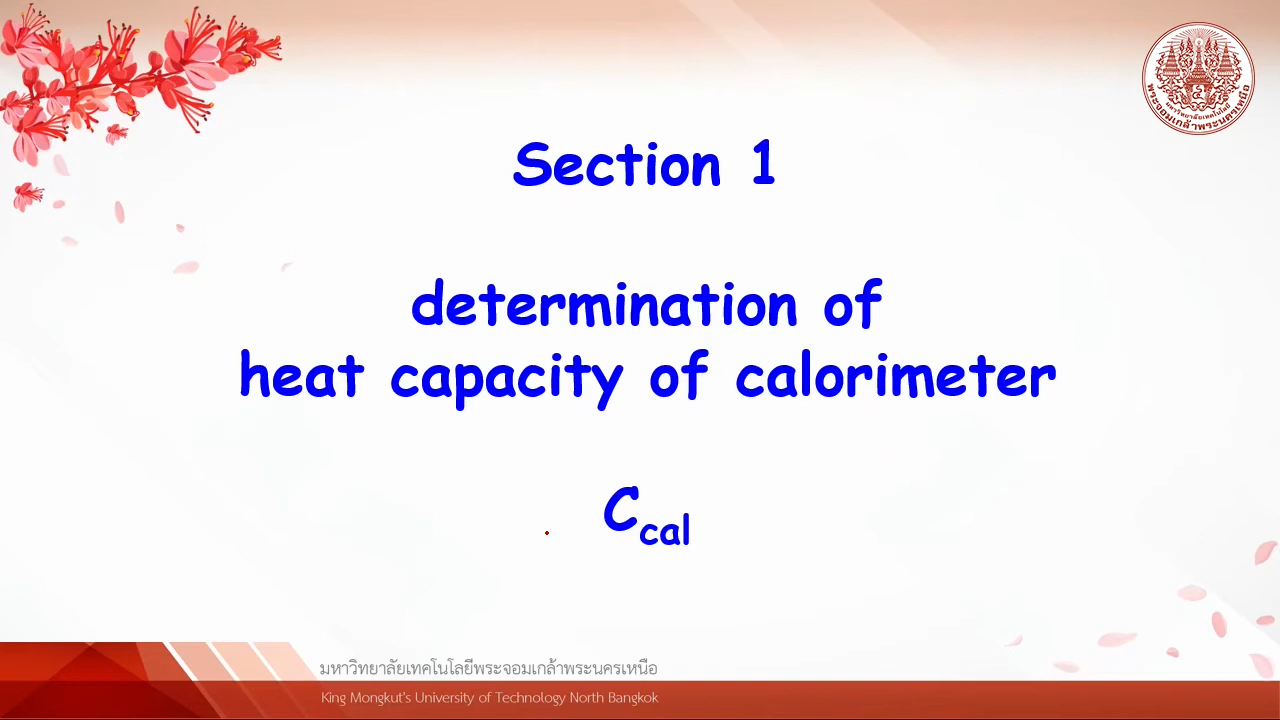 Section 1
determination of
heat capacity of calorimeter
Ccal
มหาวิทยาลัยเทคโนโลยีพระจอมเกล้าพระนครเหนือ
King Mongkut's University of Technology North Bangkok